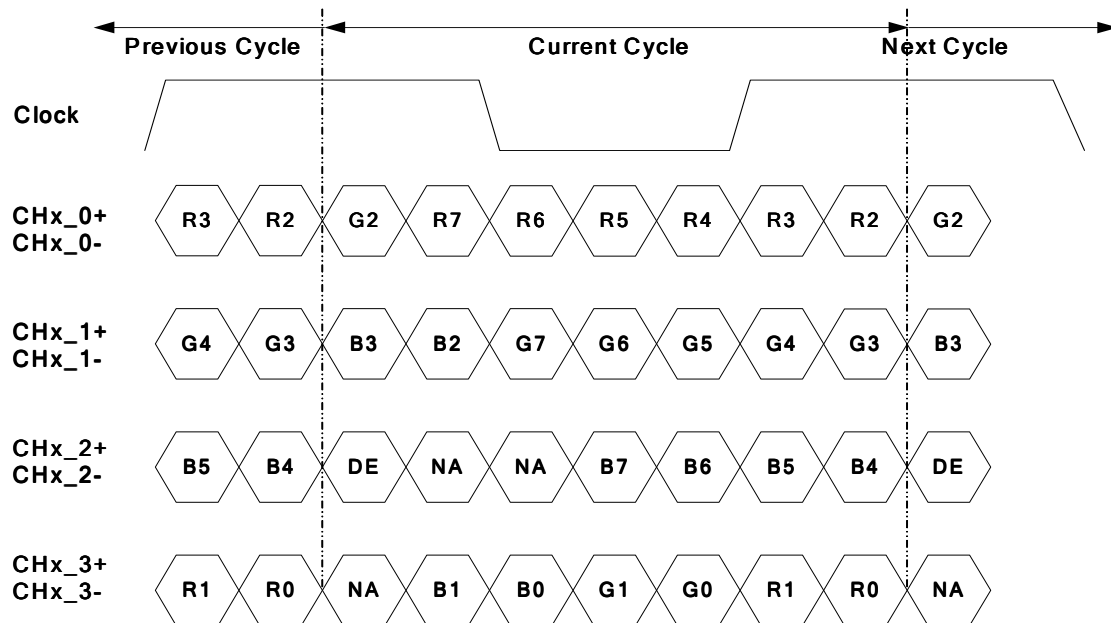 Previous Cycle Current Cycle Next Cycle
Clock
CHx_0+
CHx_0-
R3 R2 G2 R7 R6 R5 R4 R3 R2 G2
CHx_1+
CHx_1-
G4 G3 B3 B2 G7 G6 G5 G4 G3 B3
CHx_2+
CHx_2-
B5 B4 DE NA NA B7 B6 B5 B4 DE
CHx_3+
CHx_3-
R1 R0 NA B1 B0 G1 G0 R1 R0 NA